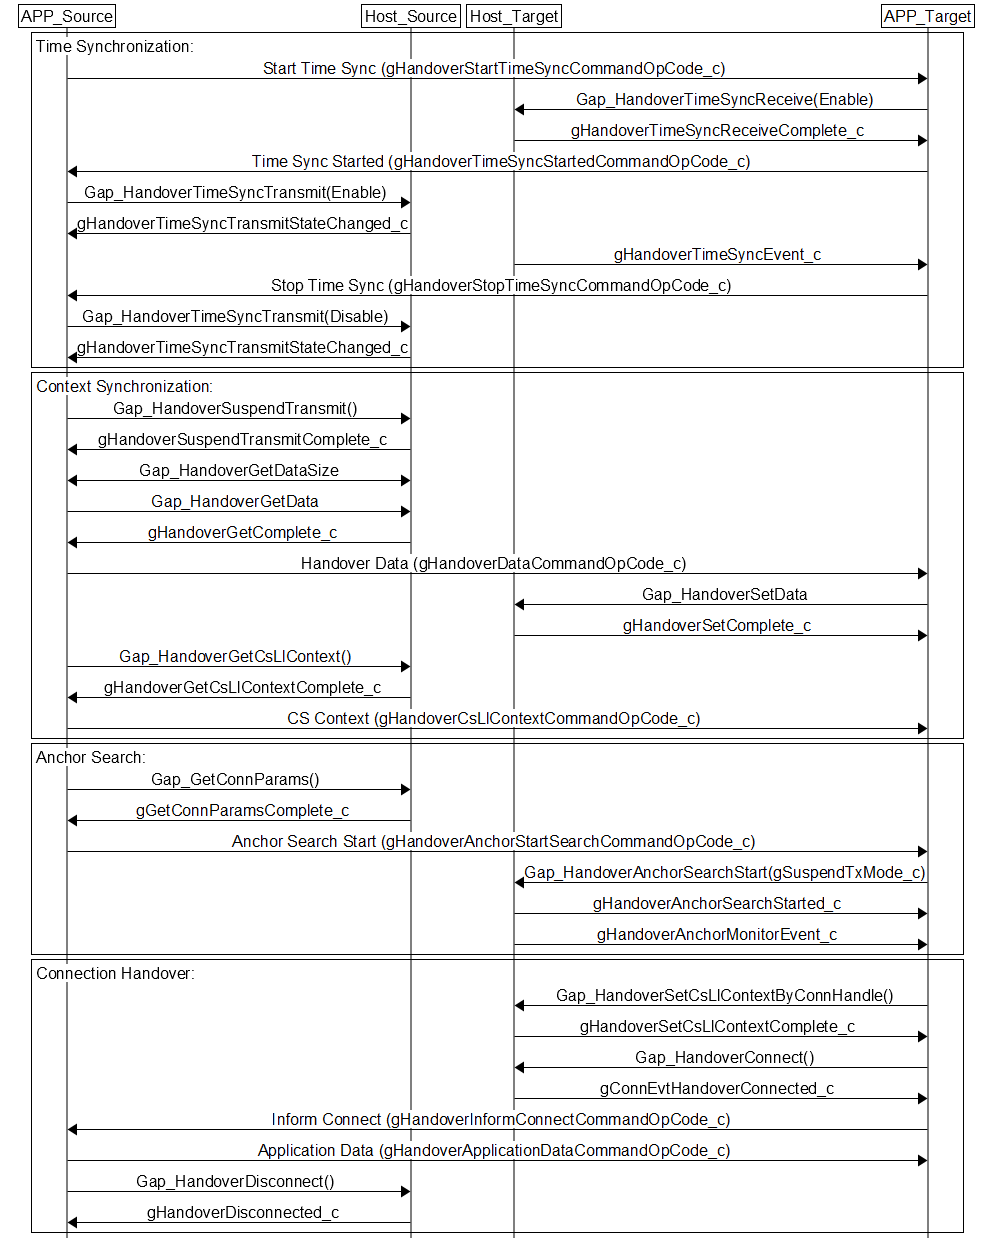 APP_Source
Host_Source
Host_Target
APP_Target
Time Synchronization:
Start Time Sync (gHandoverStartTimeSyncCommandOpCode_c)
Gap_HandoverTimeSyncReceive(Enable)
gHandoverTimeSyncReceiveComplete_c
Time Sync Started (gHandoverTimeSyncStartedCommandOpCode_c)
Gap_HandoverTimeSyncTransmit(Enable)
gHandoverTimeSyncTransmitStateChanged_c
gHandoverTimeSyncEvent_c
Stop Time Sync (gHandoverStopTimeSyncCommandOpCode_c)
Gap_HandoverTimeSyncTransmit(Disable)
gHandoverTimeSyncTransmitStateChanged_c
Context Synchronization:
Gap_HandoverSuspendTransmit()
gHandoverSuspendTransmitComplete_c
Gap_HandoverGetDataSize
Gap_HandoverGetData
gHandoverGetComplete_c
Handover Data (gHandoverDataCommandOpCode_c)
Gap_HandoverSetData
gHandoverSetComplete_c
Gap_HandoverGetCsLlContext()
gHandoverGetCsLlContextComplete_c
CS Context (gHandoverCsLlContextCommandOpCode_c)
Anchor Search:
Gap_GetConnParams()
gGetConnParamsComplete_c
Anchor Search Start (gHandoverAnchorStartSearchCommandOpCode_c)
Gap_HandoverAnchorSearchStart(gSuspendTxMode_c)
gHandoverAnchorSearchStarted_c
gHandoverAnchorMonitorEvent_c
Connection Handover:
Gap_HandoverSetCsLlContextByConnHandle()
gHandoverSetCsLlContextComplete_c
Gap_HandoverConnect()
gConnEvtHandoverConnected_c
Inform Connect (gHandoverInformConnectCommandOpCode_c)
Application Data (gHandoverApplicationDataCommandOpCode_c)
Gap_HandoverDisconnect()
gHandoverDisconnected_c